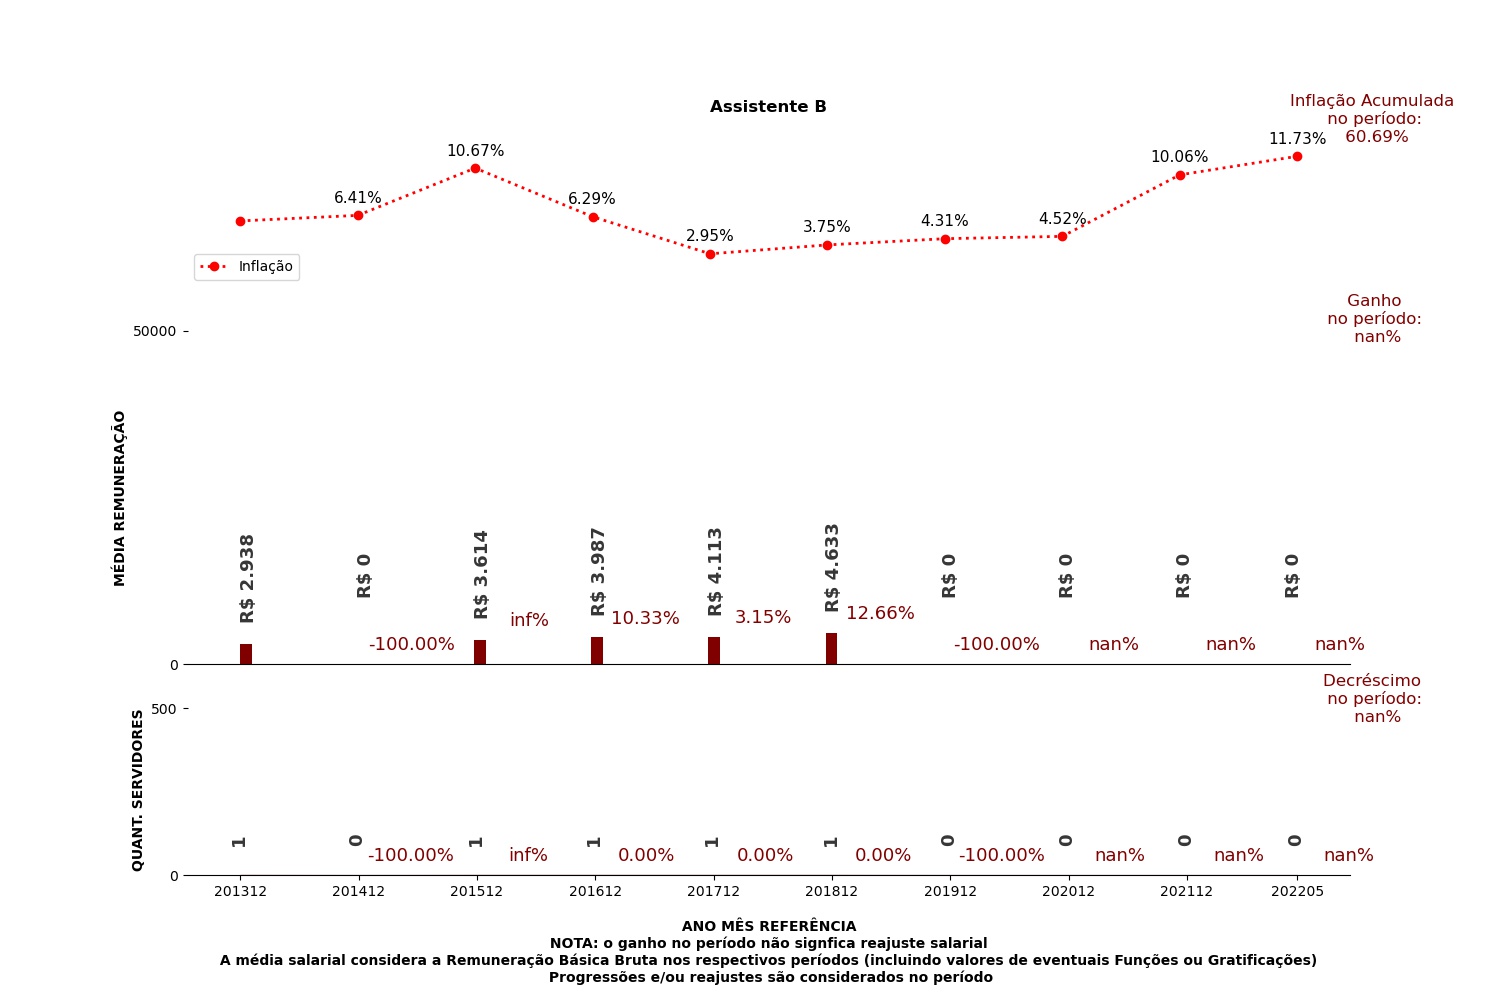 Assistente B
Inflação Acumulada
no período:
60.69%
6.41%
10.67%
6.29%
2.95%
3.75%
4.31%
4.52%
10.06%
11.73%
Inflação
Ganho
no período:
nan%
50000
0
MÉDIA REMUNERAÇÃO
R$ 2.938
R$ 0
R$ 3.614
R$ 3.987
R$ 4.113
R$ 4.633
R$ 0
R$ 0
R$ 0
R$ 0
-100.00%
inf%
10.33%
3.15%
12.66%
-100.00%
nan%
nan%
nan%
Decréscimo
no período:
nan%
500
0
QUANT. SERVIDORES
1
0
1
1
1
1
0
0
0
0
-100.00%
inf%
0.00%
0.00%
0.00%
-100.00%
nan%
nan%
nan%
201312
201412
201512
201612
201712
201812
201912
202012
202112
202205
ANO MÊS REFERÊNCIA
NOTA: o ganho no período não signfica reajuste salarial
A média salarial considera a Remuneração Básica Bruta nos respectivos períodos (incluindo valores de eventuais Funções ou Gratificações)
Progressões e/ou reajustes são considerados no período